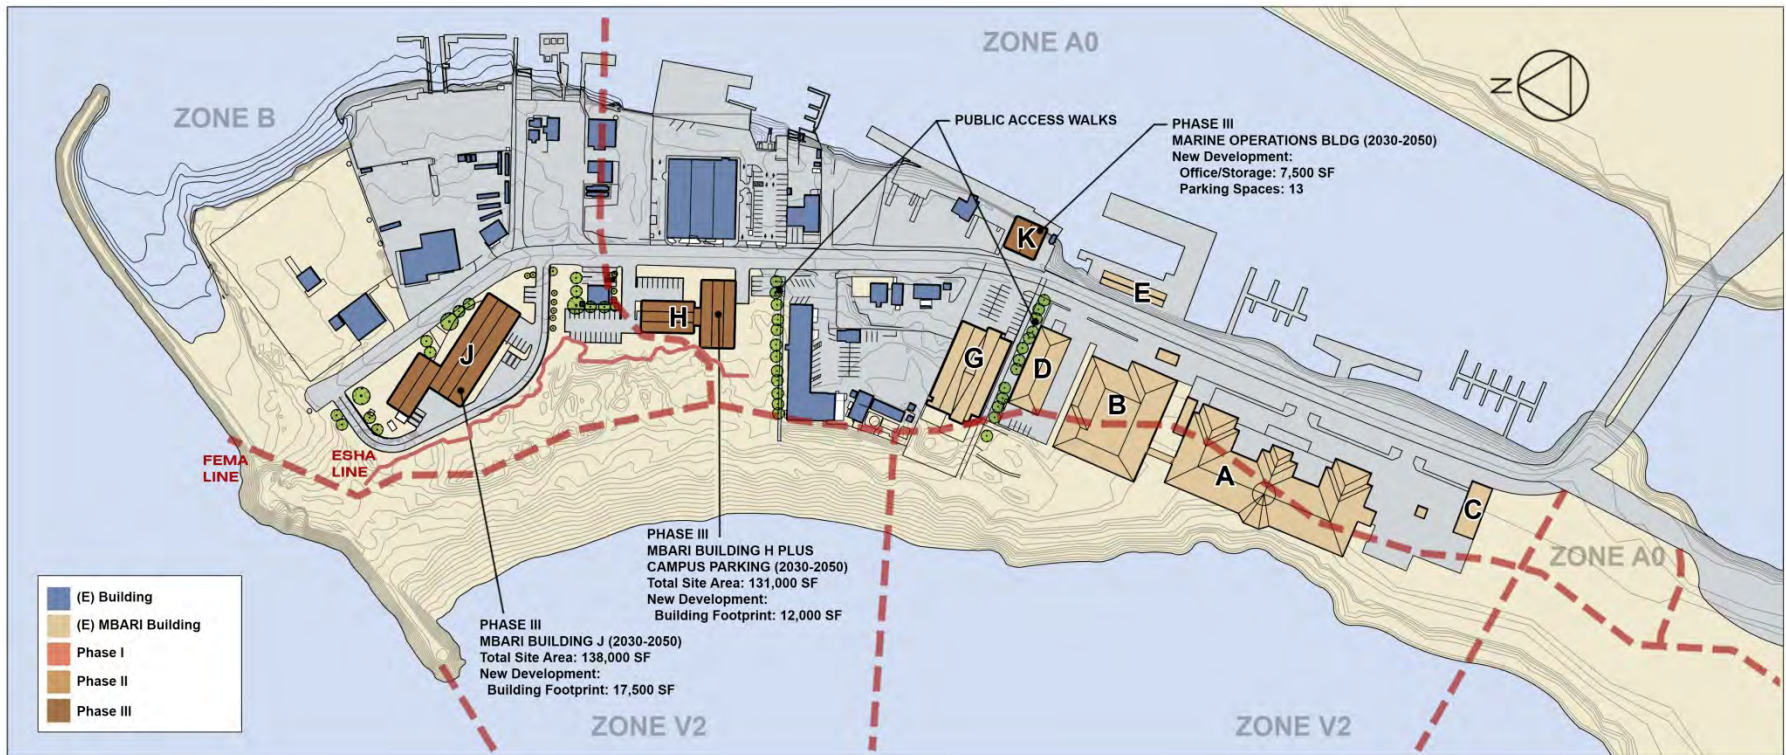 ZONE A0
ZONE B
N
PUBLIC ACCESS WALKS
PHASE III
MARINE OPERATIONS BLDG (2030-2050)
New Development:
Office/Storage: 7,500 SF
Parking Spaces: 13
K
E
H
J
G
D
B
A
C
FEMA
LINE
ESHA
LINE
ZONE A0
PHASE III
MBARI BUILDING H PLUS
CAMPUS PARKING (2030-2050)
Total Site Area: 131,000 SF
New Development:
Building Footprint: 12,000 SF
PHASE III
MBARI BUILDING J (2030-2050)
Total Site Area: 138,000 SF
New Development:
Building Footprint: 17,500 SF
(E) Building
(E) MBARI Building
Phase I
Phase II
Phase III
ZONE V2
ZONE V2